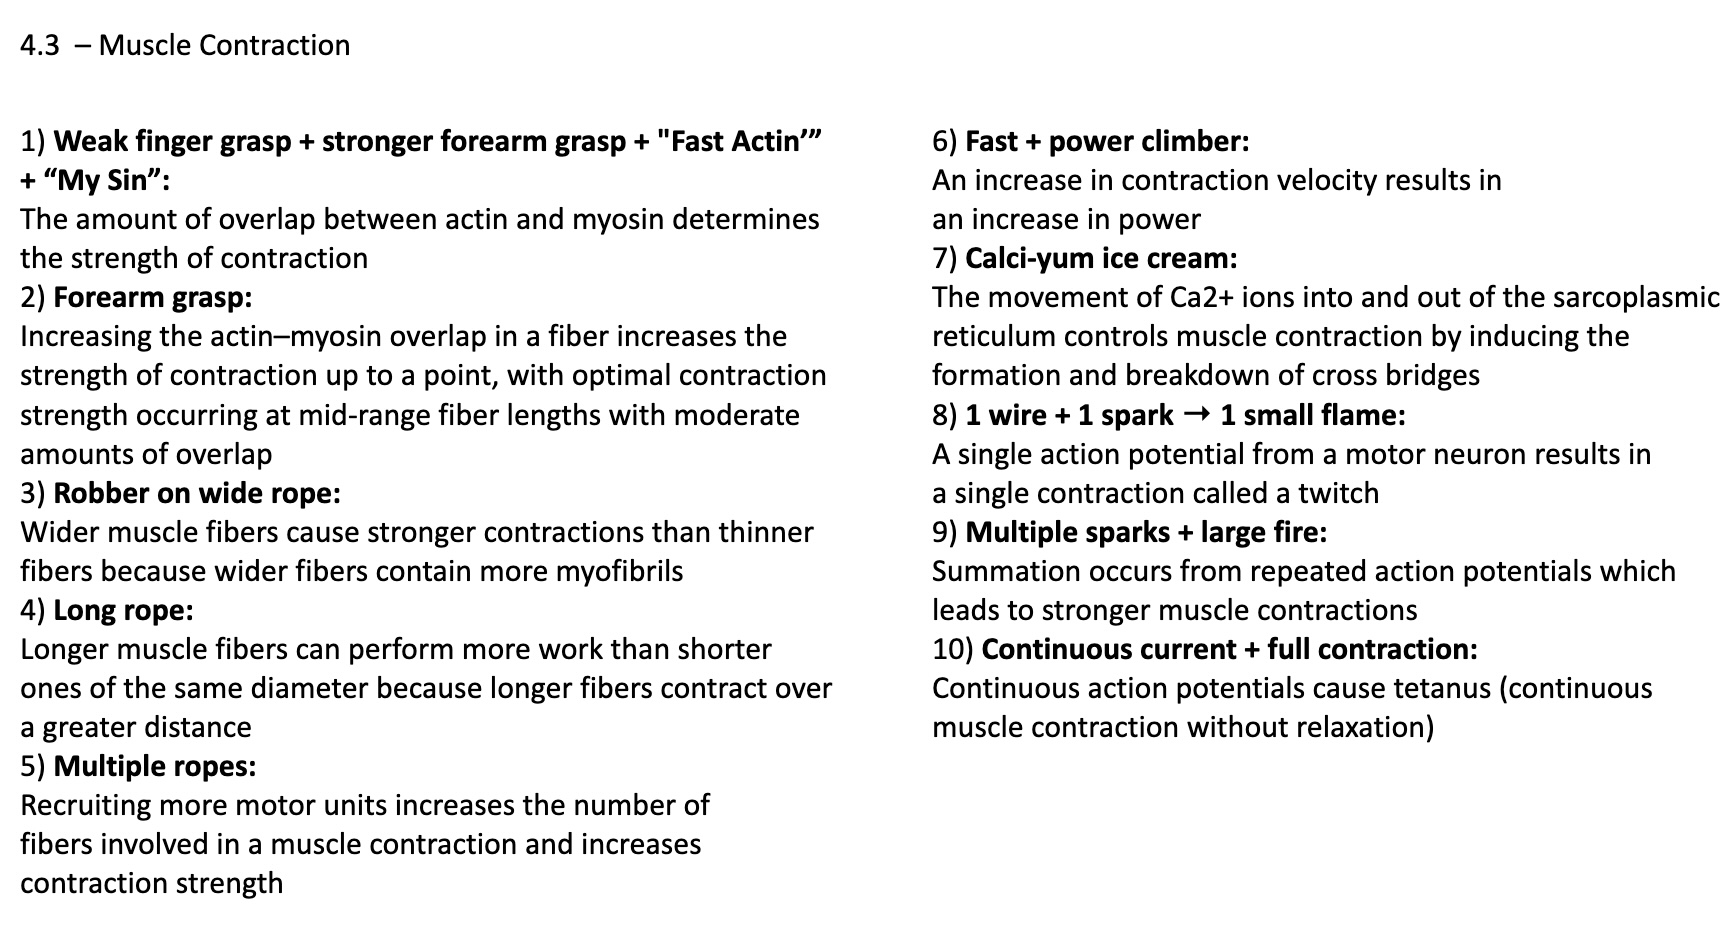 4.3 – Muscle Contraction
1) Weak finger grasp + stronger forearm grasp + "Fast Actin’”
+ “My Sin”:
The amount of overlap between actin and myosin determines
the strength of contraction
2) Forearm grasp:
Increasing the actin–myosin overlap in a fiber increases the
strength of contraction up to a point, with optimal contraction
strength occurring at mid-range fiber lengths with moderate
amounts of overlap
3) Robber on wide rope:
Wider muscle fibers cause stronger contractions than thinner
fibers because wider fibers contain more myofibrils
4) Long rope:
Longer muscle fibers can perform more work than shorter
ones of the same diameter because longer fibers contract over
a greater distance
5) Multiple ropes:
Recruiting more motor units increases the number of
fibers involved in a muscle contraction and increases
contraction strength
6) Fast + power climber:
An increase in contraction velocity results in
an increase in power
7) Calci-yum ice cream:
The movement of Ca2+ ions into and out of the sarcoplasmic
reticulum controls muscle contraction by inducing the
formation and breakdown of cross bridges
8) 1 wire + 1 spark → 1 small flame:
A single action potential from a motor neuron results in
a single contraction called a twitch
9) Multiple sparks + large fire:
Summation occurs from repeated action potentials which
leads to stronger muscle contractions
10) Continuous current + full contraction:
Continuous action potentials cause tetanus (continuous
muscle contraction without relaxation)